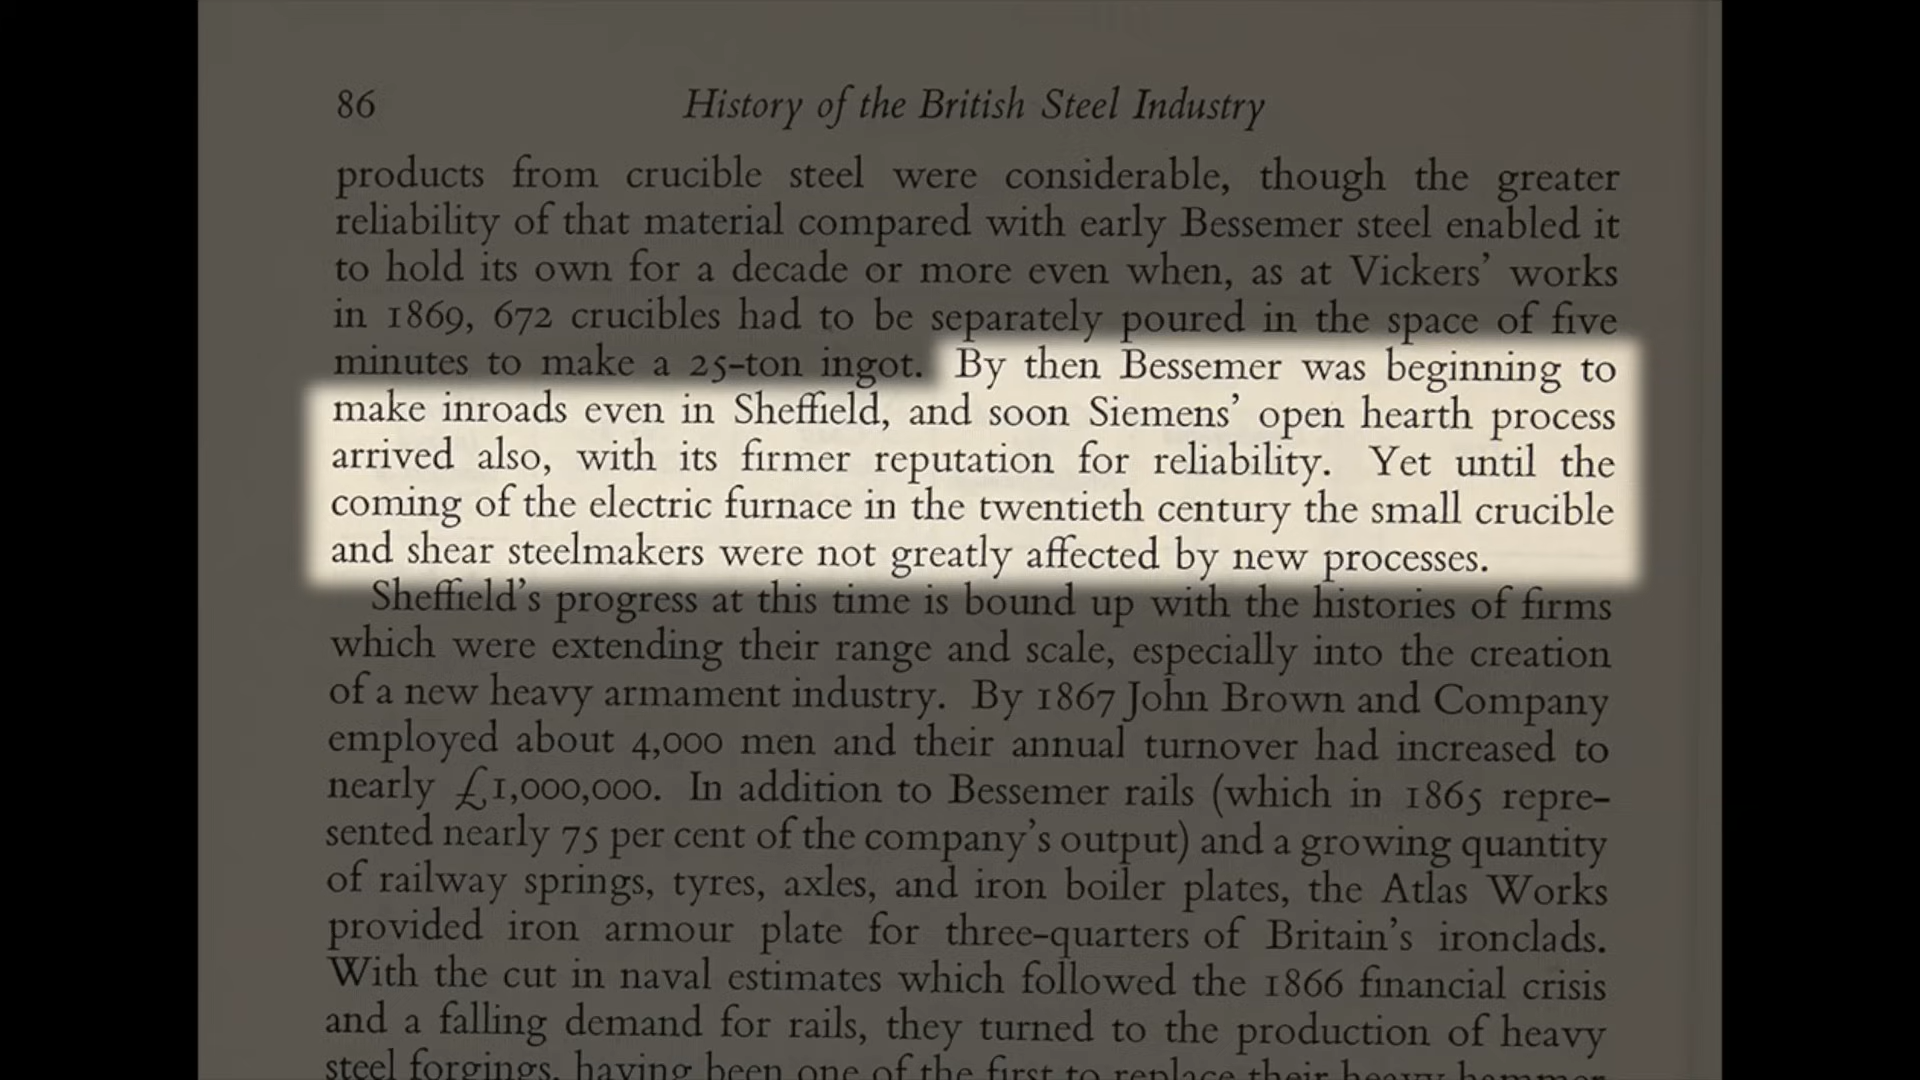 86 History of the British Steel Industry
products from crucible steel were considerable, though the greater
reliability of that material compared with early Bessemer steel enabled it
to hold its own for a decade or more even when, as at Vickers’ works
in 1869, 672 crucibles had to be separately poured in the space of five
minutes to make a 25-ton ingot. By then Bessemer was beginning to
make inroads even in Sheffield, and soon Siemens’ open hearth process
arrived also, with its firmer reputation for reliability. Yet until the
coming of the electric furnace in the twentieth century the small crucible
and shear steelmakers were not greatly affected by new processes.
Sheffield’s progress at this time is bound up with the histories of firms
which were extending their range and scale, especially into the creation
of a new heavy armament industry. By 1867 John Brown and Company
employed about 4,000 men and their annual turnover had increased to
nearly £1,000,000. In addition to Bessemer rails (which in 1865 repre-
sented nearly 75 per cent of the company’s output) and a growing quantity
of railway springs, tyres, axles, and iron boiler plates, the Atlas Works
provided iron armour plate for three-quarters of Britain’s ironclads.
With the cut in naval estimates which followed the 1866 financial crisis
and a falling demand for rails, they turned to the production of heavy
steel forgings, having been one of the first to replace their heavy hammer